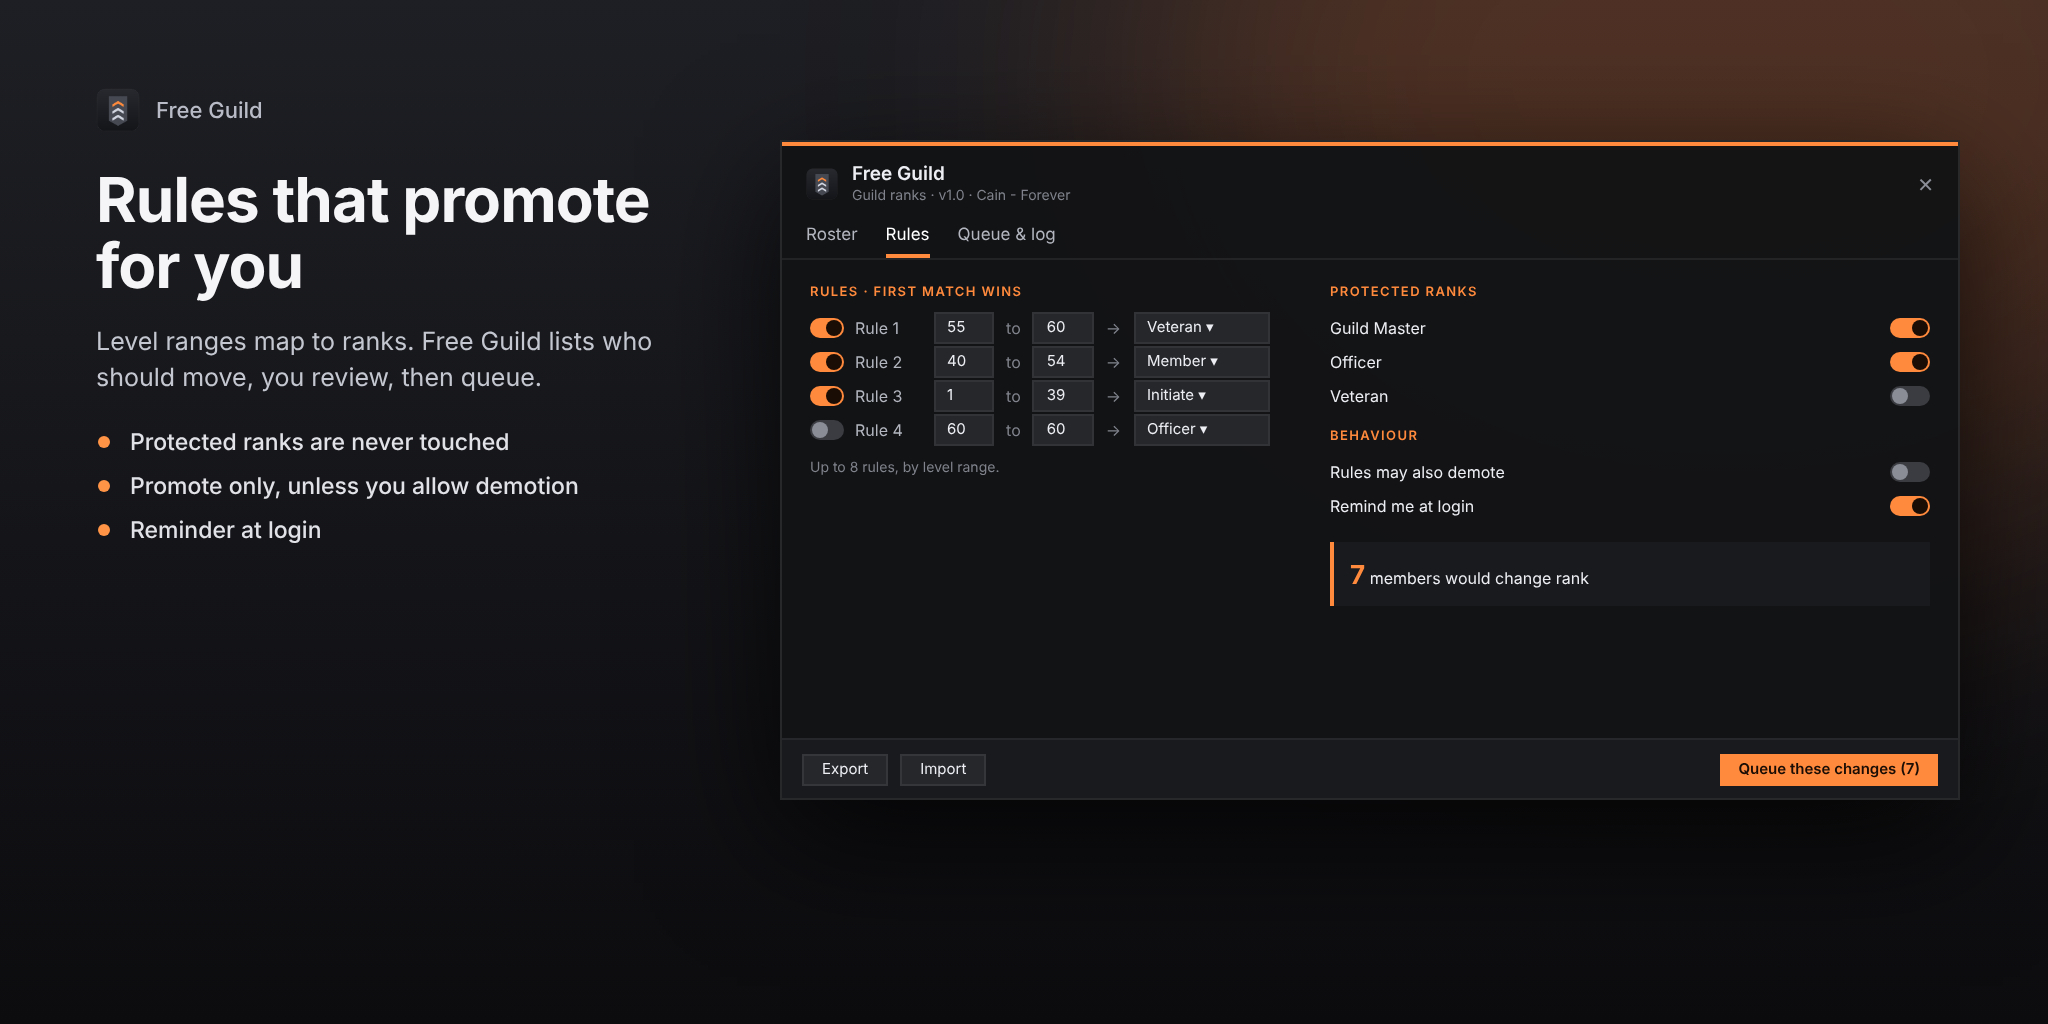 Free Guild
Rules that promote
for you
Level ranges map to ranks. Free Guild lists who
should move, you review, then queue.
Protected ranks are never touched
Promote only, unless you allow demotion
Reminder at login
Free Guild
Guild ranks · v1.0 · Cain - Forever
×
Roster Rules Queue & log
RULES · FIRST MATCH WINS
Rule 1 55 to 60 → Veteran ▾
Rule 2 40 to 54 → Member ▾
Rule 3 1 to 39 → Initiate ▾
Rule 4 60 to 60 → Officer ▾
Up to 8 rules, by level range.
PROTECTED RANKS
Guild Master
Officer
Veteran
BEHAVIOUR
Rules may also demote
Remind me at login
7 members would change rank
Export Import Queue these changes (7)